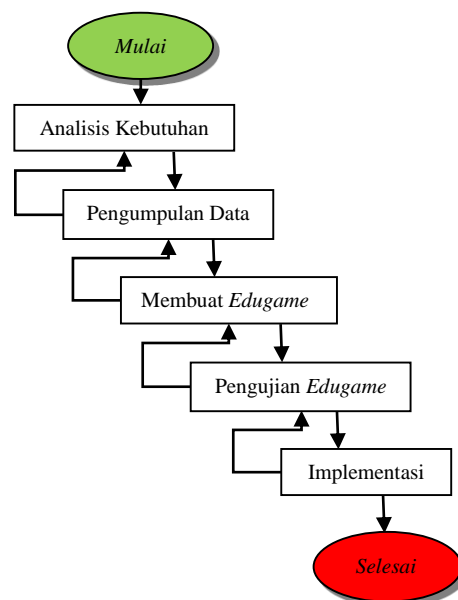 Mulai
Analisis Kebutuhan
Pengumpulan Data
Membuat Edugame
Pengujian Edugame
Implementasi
Selesai